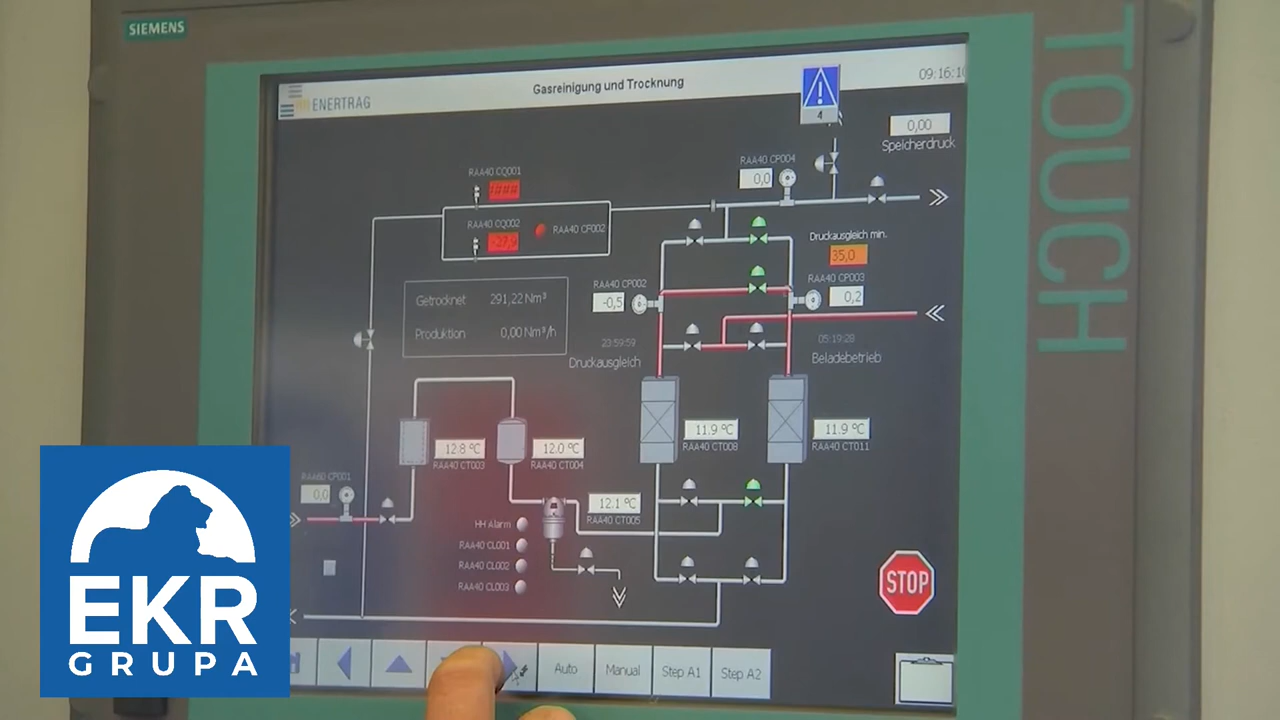 SIEMENS
TOUCH
ENERTRAG
Gasreinigung und Trocknung
09:16:1
4
0,00
Speicherdruck
RAA40 CP004
0,0
RAA40 CQ001
####
RAA40 CQ002
-27,9
RAA40 CF002
Druckausgleich min.
35,0
RAA40 CP002
-0,5
RAA40 CP003
0,2
Getrocknet 291,22 Nm³
Produktion 0,00 Nm³/h
23:59:59
Druckausgleich
05:19:28
Beladebetrieb
12.8 °C
RAA40 CT003
12.0 °C
RAA40 CT004
11.9 °C
RAA40 CT008
11.9 °C
RAA40 CT011
RAA60 CP001
0,0
12.1 °C
RAA40 CT005
HH Alarm
RAA40 CL001
RAA40 CL002
RAA40 CL003
STOP
Auto
Manual
Step A1
Step A2
EKR
GRUPA